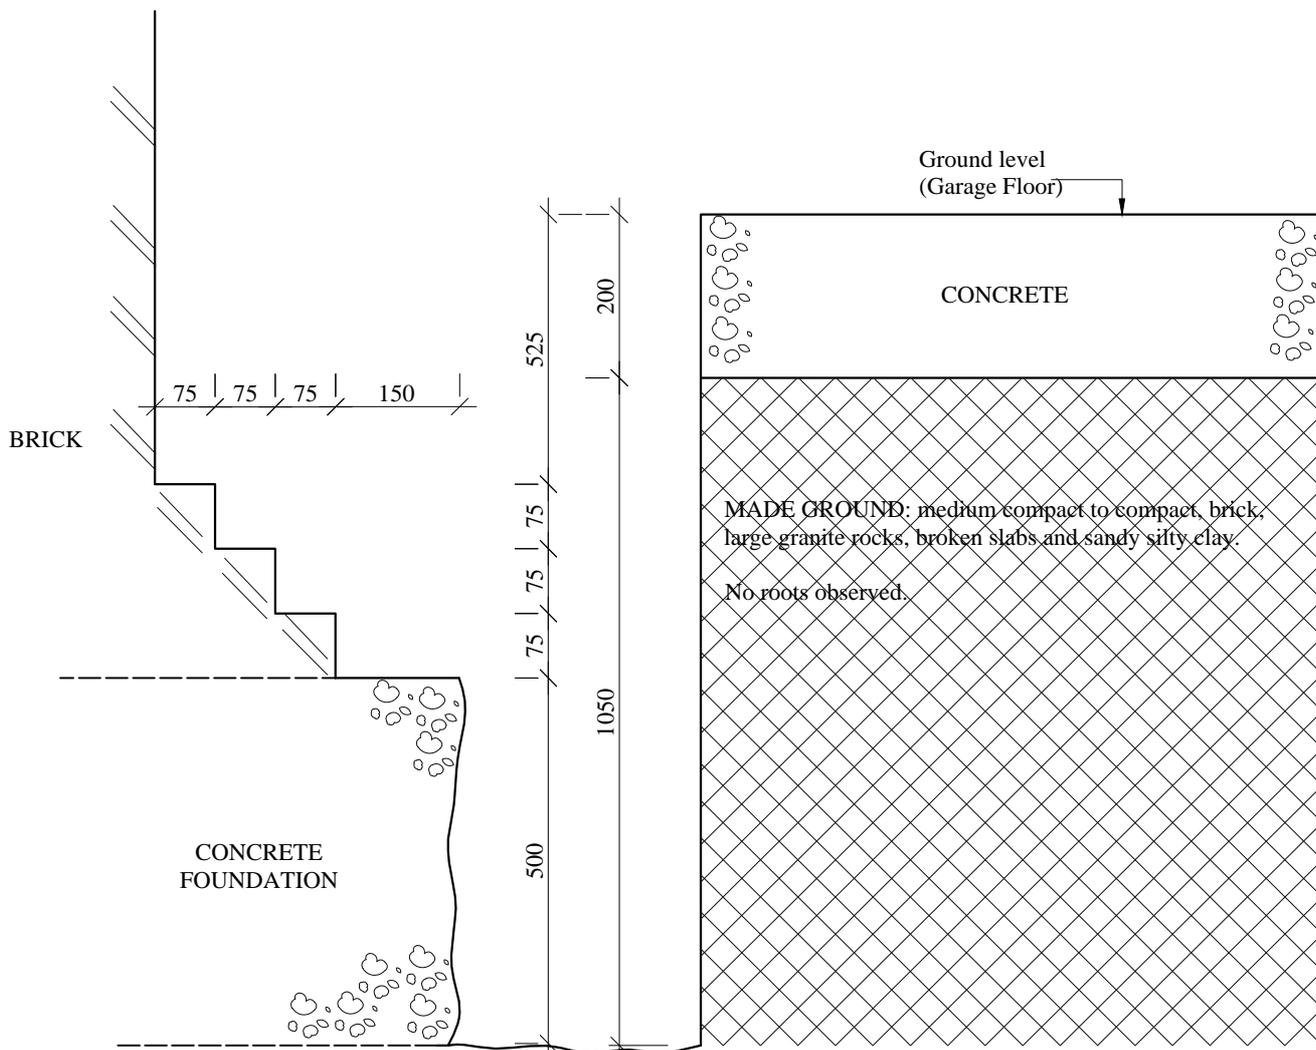 Ground level
(Garage Floor)
CONCRETE
200
525
75 75 75 150
BRICK
75
75
75
MADE GROUND: medium compact to compact, brick,
large granite rocks, broken slabs and sandy silty clay.
No roots observed.
1050
500
CONCRETE
FOUNDATION